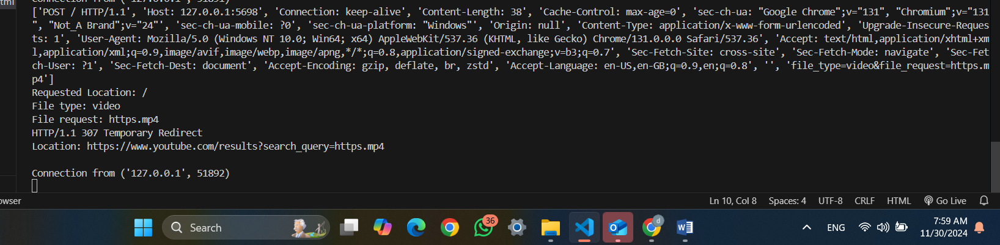 Connection from ('127.0.0.1', 51891)
['POST / HTTP/1.1', 'Host: 127.0.0.1:5698', 'Connection: keep-alive', 'Content-Length: 38', 'Cache-Control: max-age=0', 'sec-ch-ua: "Google Chrome";v="131", "Chromium";v="131
", "Not_A Brand";v="24"', 'sec-ch-ua-mobile: ?0', 'sec-ch-ua-platform: "Windows"', 'Origin: null', 'Content-Type: application/x-www-form-urlencoded', 'Upgrade-Insecure-Reques
ts: 1', 'User-Agent: Mozilla/5.0 (Windows NT 10.0; Win64; x64) AppleWebKit/537.36 (KHTML, like Gecko) Chrome/131.0.0.0 Safari/537.36', 'Accept: text/html,application/xhtml+xm
l,application/xml;q=0.9,image/avif,image/webp,image/apng,*/*;q=0.8,application/signed-exchange;v=b3;q=0.7', 'Sec-Fetch-Site: cross-site', 'Sec-Fetch-Mode: navigate', 'Sec-Fet
ch-User: ?1', 'Sec-Fetch-Dest: document', 'Accept-Encoding: gzip, deflate, br, zstd', 'Accept-Language: en-US,en-GB;q=0.9,en;q=0.8', '', 'file_type=video&file_request=https.m
p4']
Requested Location: /
File type: video
File request: https.mp4
HTTP/1.1 307 Temporary Redirect
Location: https://www.youtube.com/results?search_query=https.mp4
Connection from ('127.0.0.1', 51892)
owser Ln 10, Col 8 Spaces: 4 UTF-8 CRLF HTML Go Live
Search 36 d ENG 7:59 AM
11/30/2024